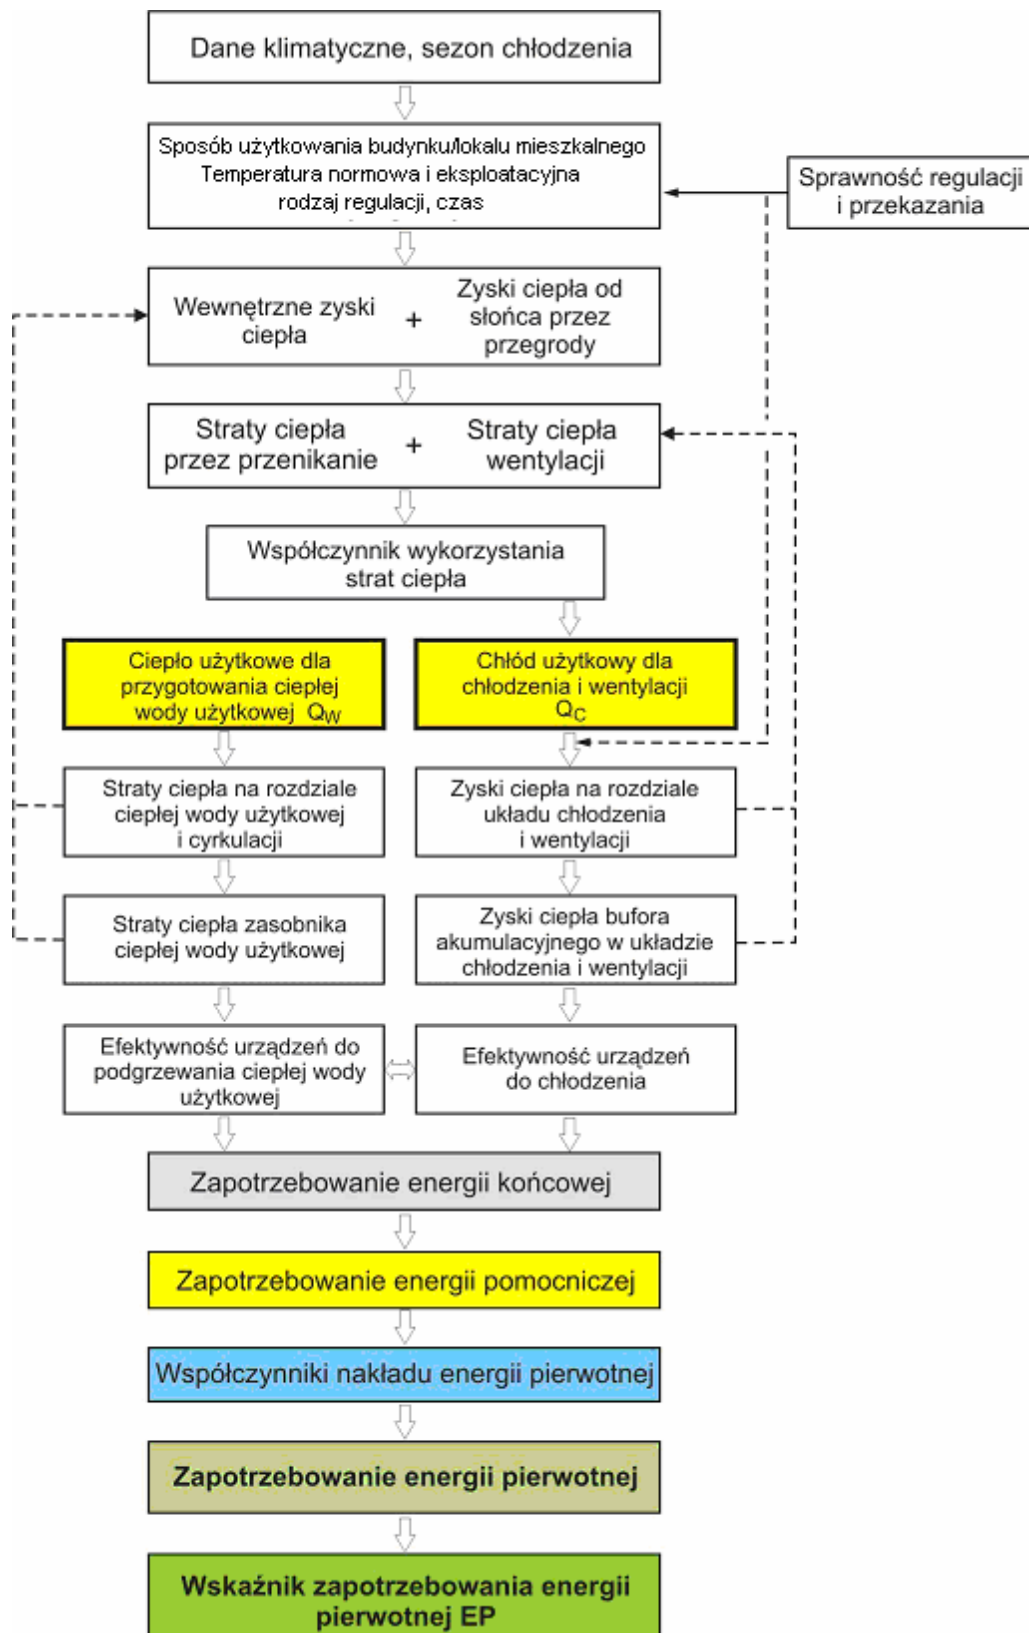 Dane klimatyczne, sezon chłodzenia
Sposób użytkowania budynku/lokalu mieszkalnego
Temperatura normowa i eksploatacyjna
rodzaj regulacji, czas
Sprawność regulacji
i przekazania
Wewnętrzne zyski
ciepła
+
Zyski ciepła od
słońca przez
przegrody
Straty ciepła
przez przenikanie
+
Straty ciepła
wentylacji
Współczynnik wykorzystania
strat ciepła
Ciepło użytkowe dla
przygotowania ciepłej
wody użytkowej QW
Chłód użytkowy dla
chłodzenia i wentylacji
QC
Straty ciepła na rozdziale
ciepłej wody użytkowej
i cyrkulacji
Zyski ciepła na rozdziale
układu chłodzenia
i wentylacji
Straty ciepła zasobnika
ciepłej wody użytkowej
Zyski ciepła bufora
akumulacyjnego w układzie
chłodzenia i wentylacji
Efektywność urządzeń do
podgrzewania ciepłej wody
użytkowej
Efektywność urządzeń
do chłodzenia
Zapotrzebowanie energii końcowej
Zapotrzebowanie energii pomocniczej
Współczynniki nakładu energii pierwotnej
Zapotrzebowanie energii pierwotnej
Wskaźnik zapotrzebowania energii
pierwotnej EP